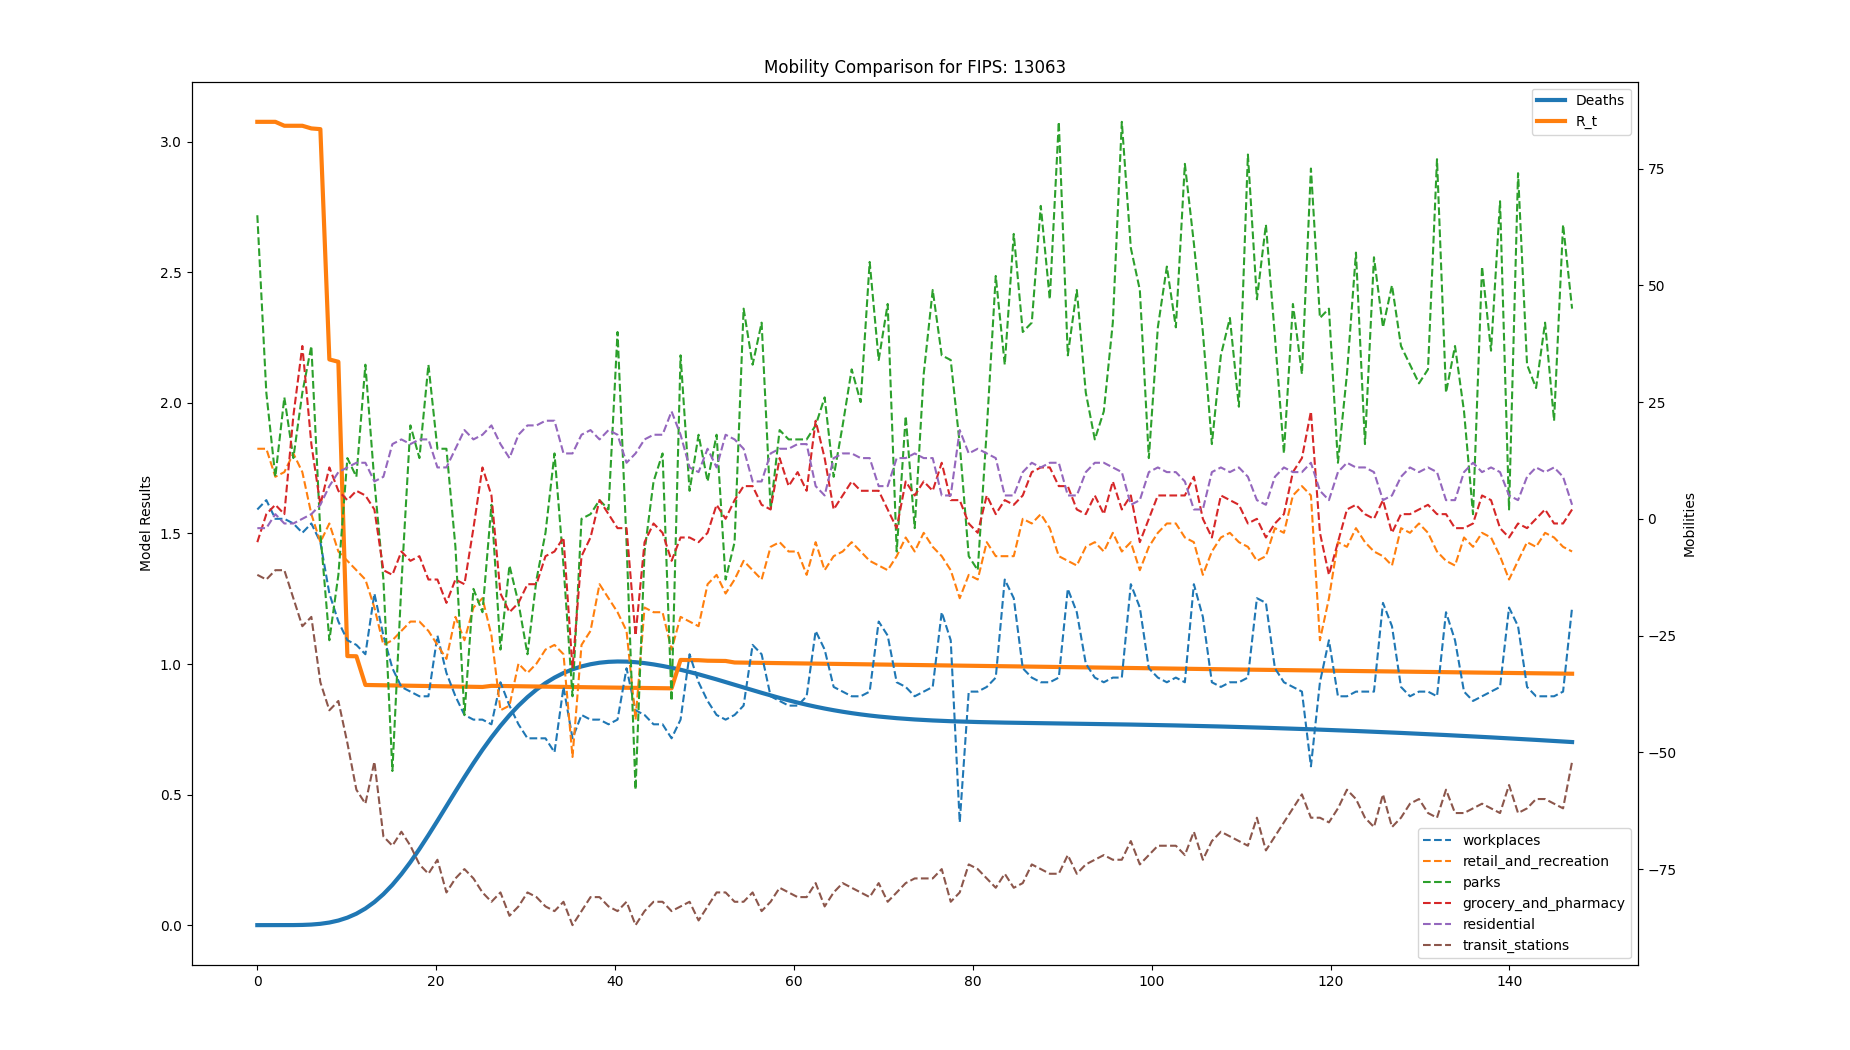 Mobility Comparison for FIPS: 13063
Deaths
R_t
3.0
2.5
2.0
1.5
1.0
0.5
0.0
Model Results
75
50
25
0
−25
−50
−75
Mobilities
workplaces
retail_and_recreation
parks
grocery_and_pharmacy
residential
transit_stations
0 20 40 60 80 100 120 140